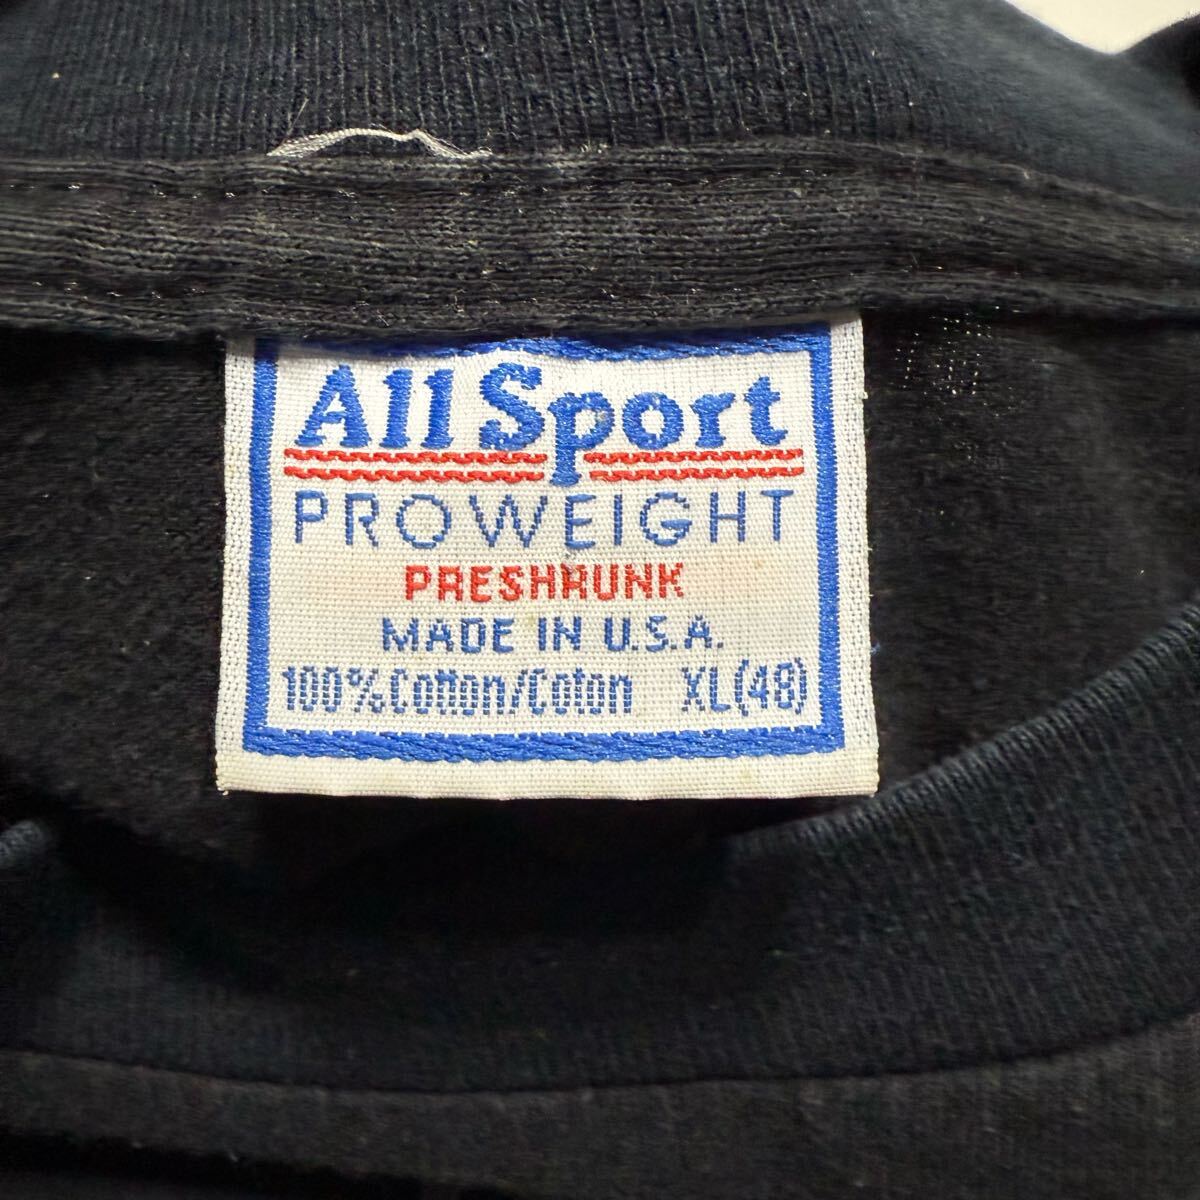 All Sport
PROWEIGHT
PRESHRUNK
MADE IN U.S.A.
100% Cotton/Coton XL(48)